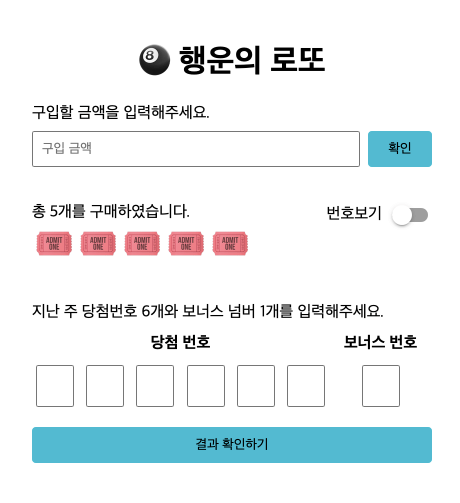 🎱 행운의 로또
구입할 금액을 입력해주세요.
구입 금액 확인
총 5개를 구매하였습니다. 번호보기
ADMIT ONE ADMIT ONE ADMIT ONE ADMIT ONE ADMIT ONE
지난 주 당첨번호 6개와 보너스 넘버 1개를 입력해주세요.
당첨 번호 보너스 번호
결과 확인하기